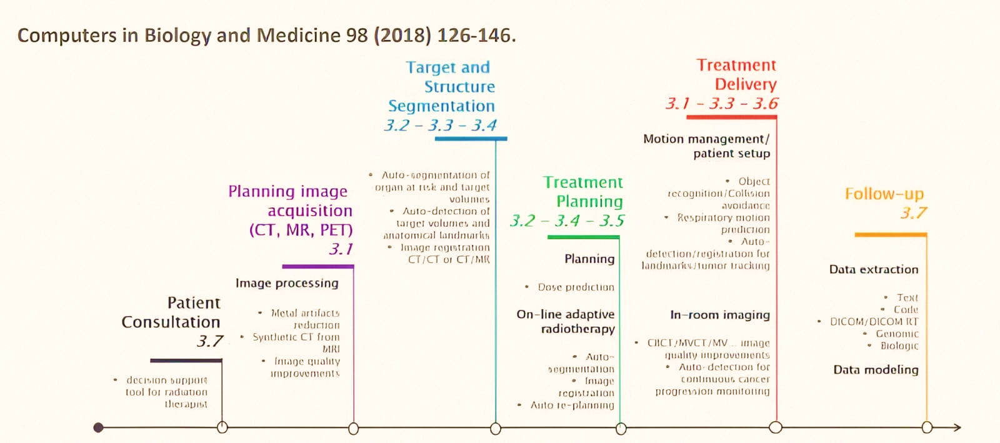 Computers in Biology and Medicine 98 (2018) 126-146.
Patient
Consultation
3.7
• decision support
tool for radiation
therapist
Planning image
acquisition
(CT, MR, PET)
3.1
Image processing
• Metal artifacts
reduction
• Synthetic CT from
MRI
• Image quality
improvements
Target and
Structure
Segmentation
3.2 – 3.3 – 3.4
• Auto-segmentation of
organ at risk and target
volumes
• Auto-detection of
target volumes and
anatomical landmarks
• Image registration
CT/CT or CT/MR
Treatment
Planning
3.2 – 3.4 – 3.5
Planning
• Dose prediction
On-line adaptive
radiotherapy
• Auto-
segmentation
• Image
registration
• Auto re-planning
Treatment
Delivery
3.1 – 3.3 – 3.6
Motion management/
patient setup
• Object
recognition/Collision
avoidance
• Respiratory motion
prediction
• Auto-
detection/registration for
landmarks/tumor tracking
In-room imaging
• CBCT/MVCT/MV... image
quality improvements
• Auto-detection for
continuous cancer
progression monitoring
Follow-up
3.7
Data extraction
• Text
• Code
• DICOM/DICOM RT
• Genomic
• Biologic
Data modeling